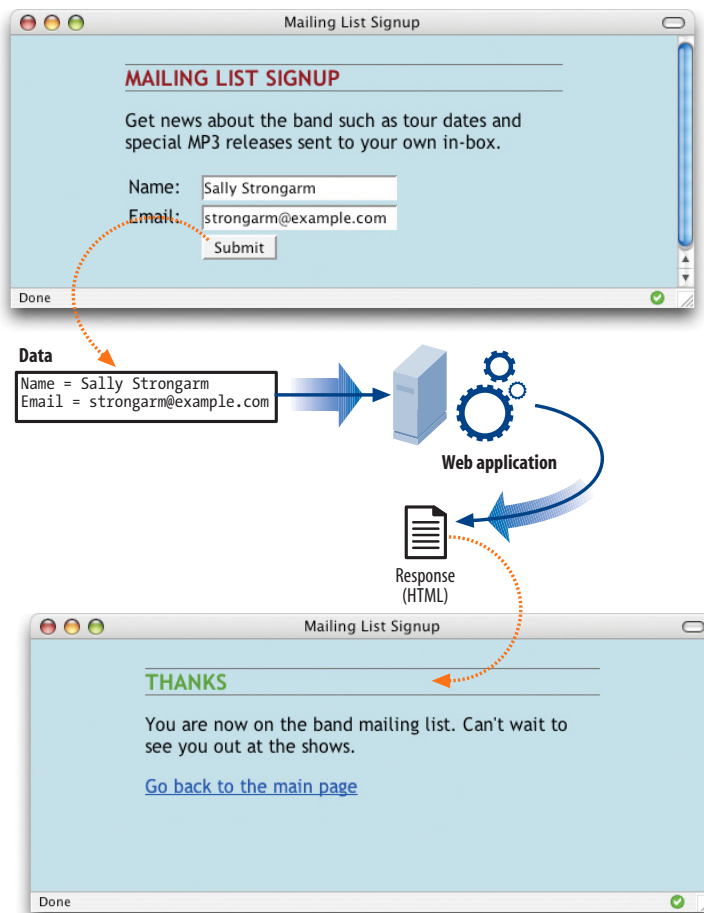 Mailing List Signup
MAILING LIST SIGNUP
Get news about the band such as tour dates and
special MP3 releases sent to your own in-box.
Name: Sally Strongarm
Email: strongarm@example.com
Submit
Done
Data
Name = Sally Strongarm
Email = strongarm@example.com
Web application
Response
(HTML)
Mailing List Signup
THANKS
You are now on the band mailing list. Can't wait to
see you out at the shows.
Go back to the main page
Done